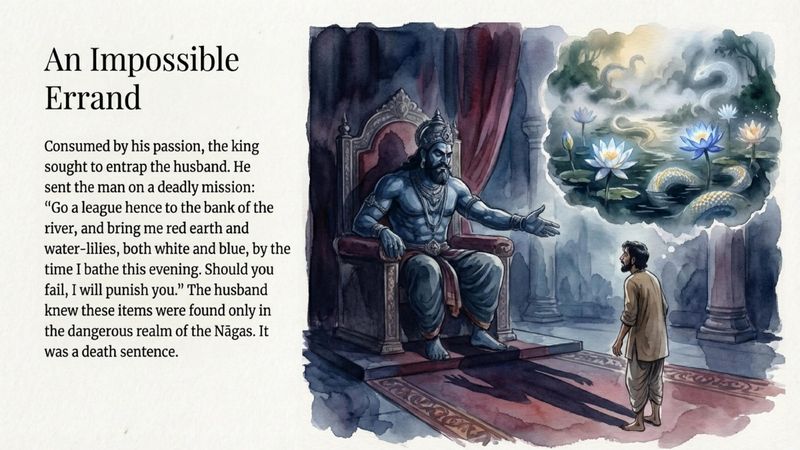 An Impossible
Errand
Consumed by his passion, the king
sought to entrap the husband. He
sent the man on a deadly mission:
“Go a league hence to the bank of the
river, and bring me red earth and
water-lilies, both white and blue, by the
time I bathe this evening. Should you
fail, I will punish you.” The husband
knew these items were found only in
the dangerous realm of the Nāgas. It
was a death sentence.